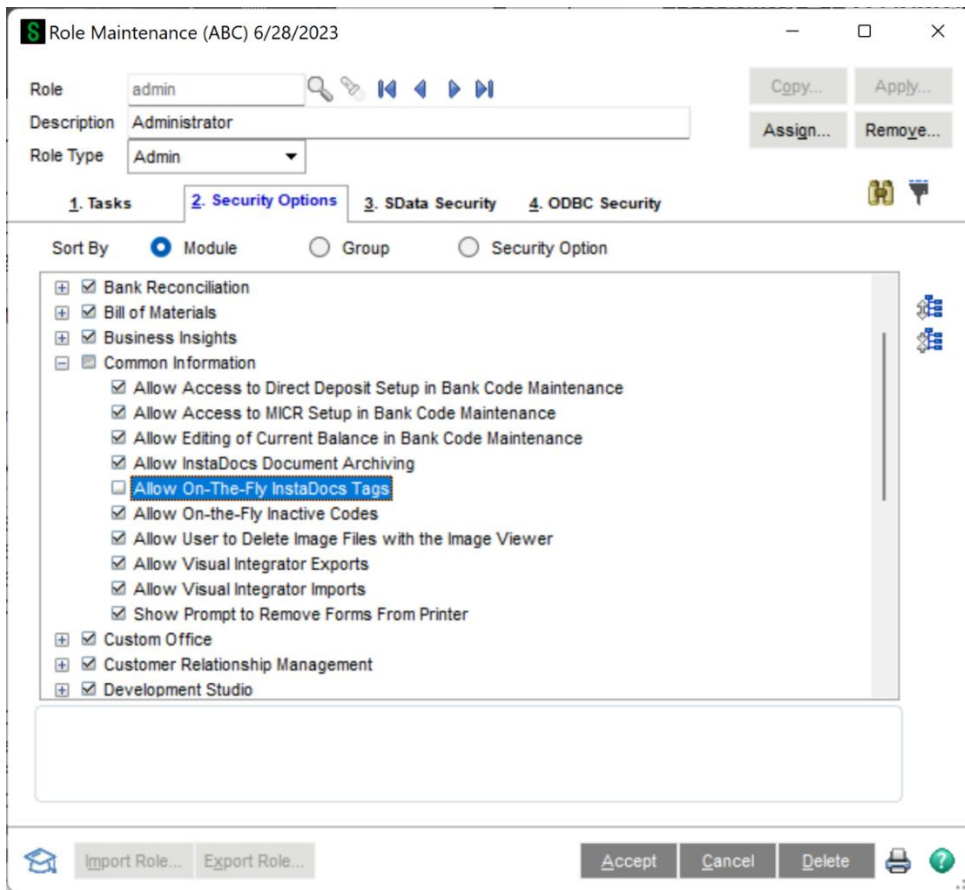 S Role Maintenance (ABC) 6/28/2023
Role admin Copy... Apply...
Description Administrator Assign... Remove...
Role Type Admin
1. Tasks 2. Security Options 3. SData Security 4. ODBC Security
Sort By Module Group Security Option
Bank Reconciliation
Bill of Materials
Business Insights
Common Information
Allow Access to Direct Deposit Setup in Bank Code Maintenance
Allow Access to MICR Setup in Bank Code Maintenance
Allow Editing of Current Balance in Bank Code Maintenance
Allow InstaDocs Document Archiving
Allow On-The-Fly InstaDocs Tags
Allow On-the-Fly Inactive Codes
Allow User to Delete Image Files with the Image Viewer
Allow Visual Integrator Exports
Allow Visual Integrator Imports
Show Prompt to Remove Forms From Printer
Custom Office
Customer Relationship Management
Development Studio
Import Role... Export Role... Accept Cancel Delete ?